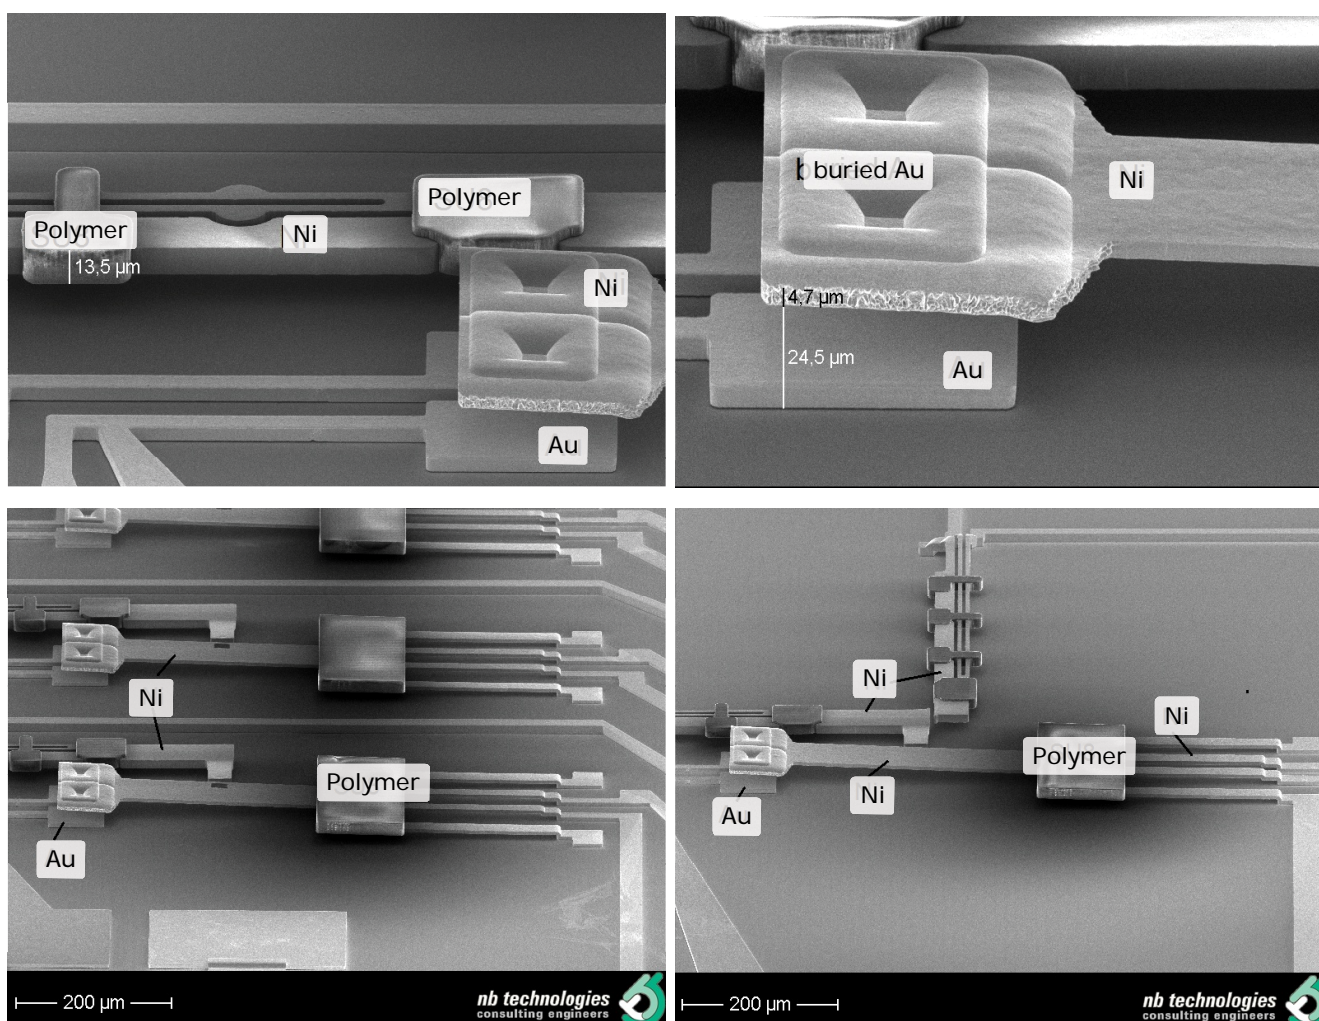 Polymer
Polymer
Ni
13,5 µm
Ni
Au
buried Au
Ni
4,7 µm
24,5 µm
Au
Ni
Polymer
Au
200 µm
nb technologies
consulting engineers
Ni
Ni
Polymer
Ni
Au
200 µm
nb technologies
consulting engineers